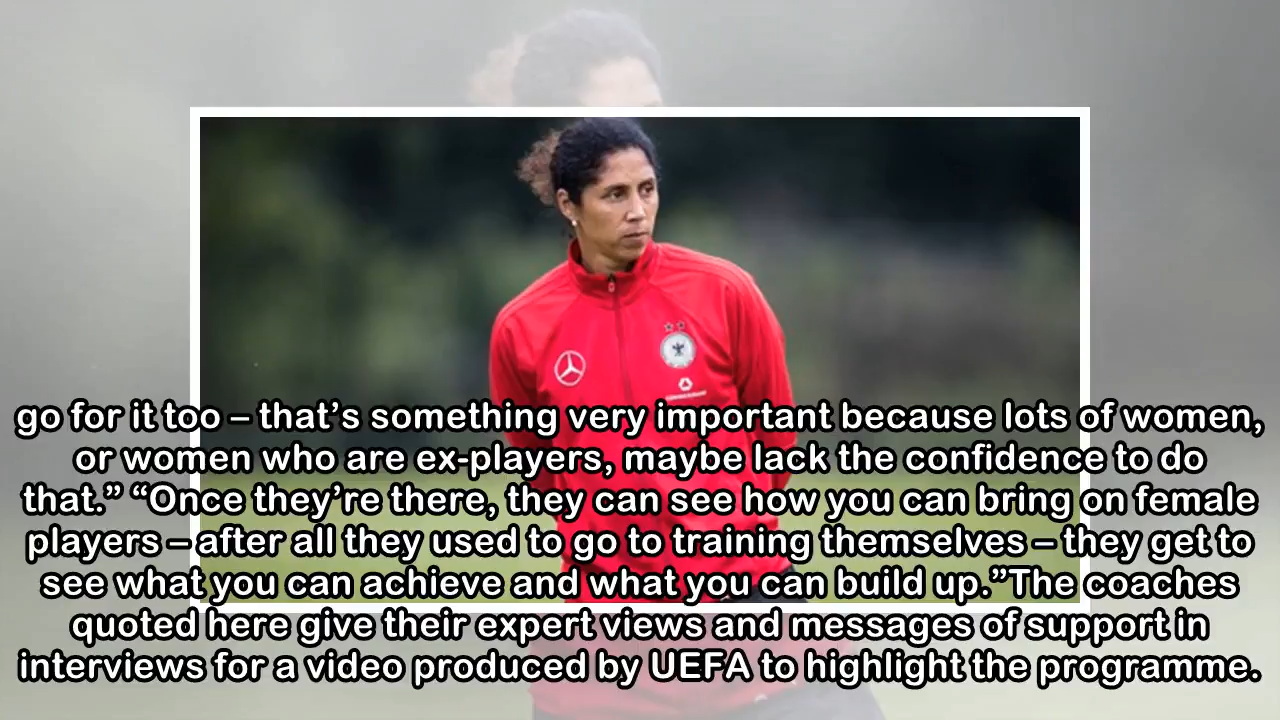 go for it too – that’s something very important because lots of women,
or women who are ex-players, maybe lack the confidence to do
that.” “Once they’re there, they can see how you can bring on female
players – after all they used to go to training themselves – they get to
see what you can achieve and what you can build up.”The coaches
quoted here give their expert views and messages of support in
interviews for a video produced by UEFA to highlight the programme.